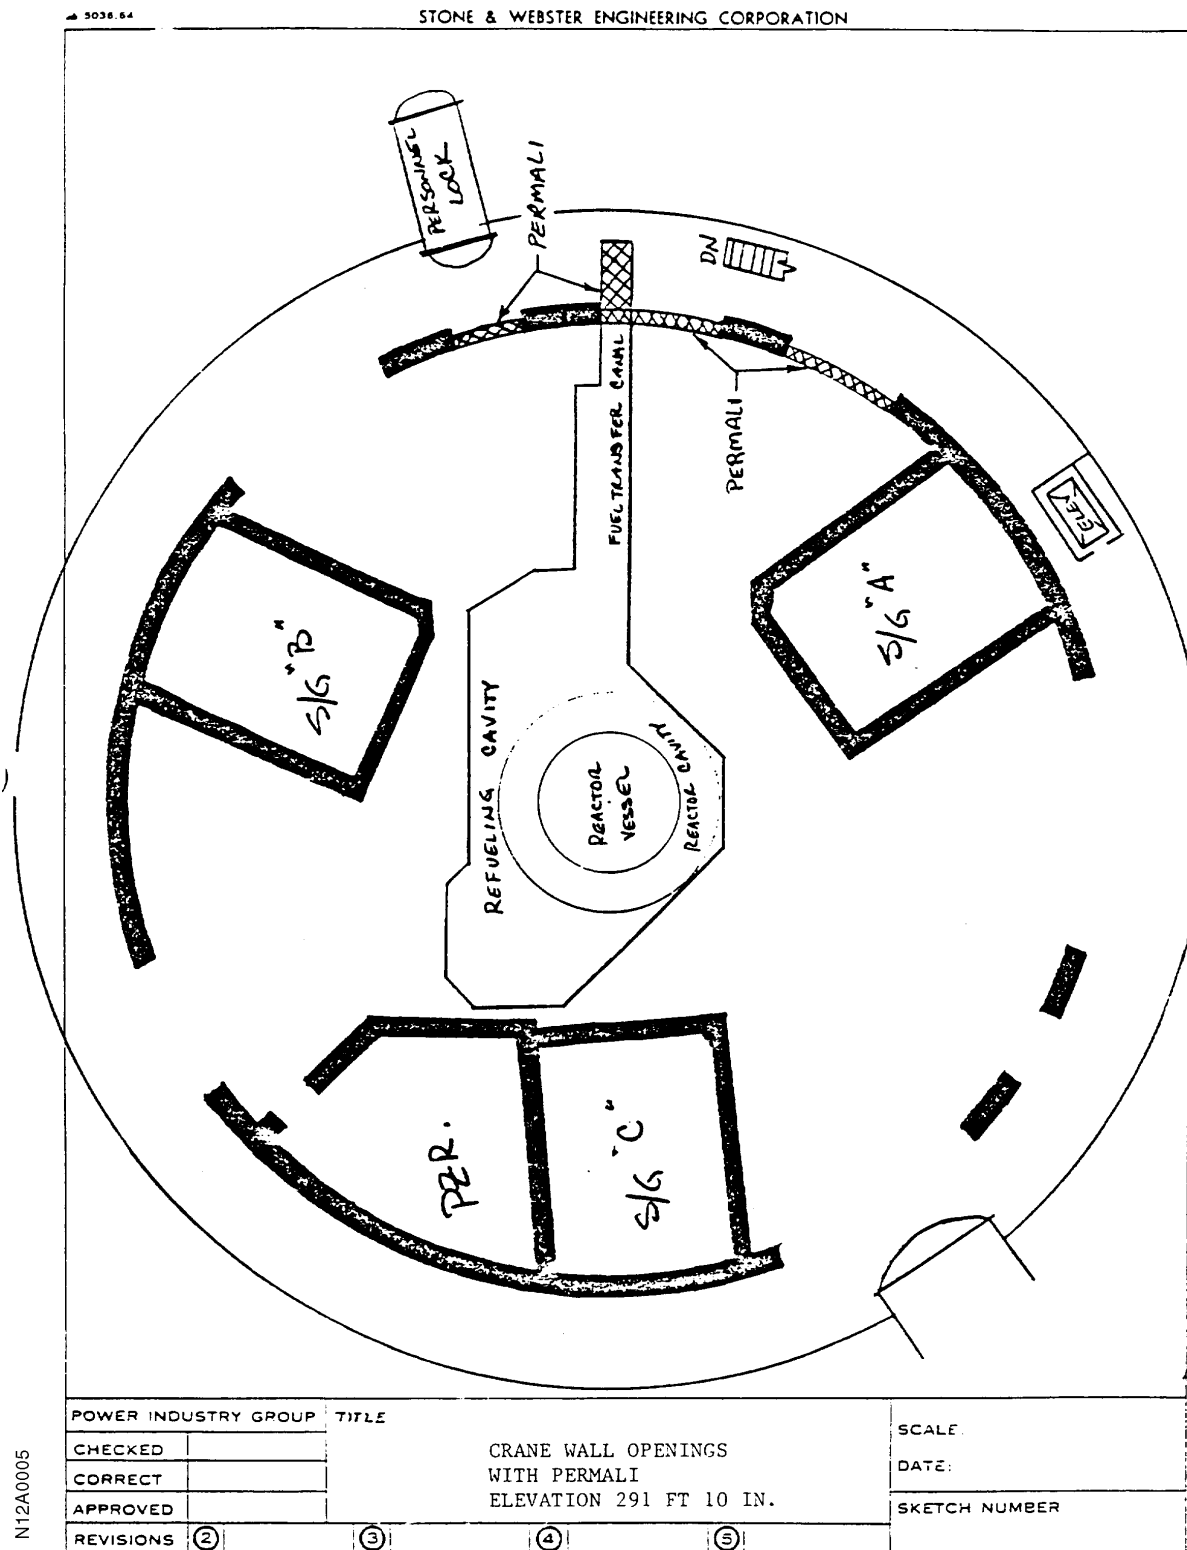 5036.64
STONE & WEBSTER ENGINEERING CORPORATION
PERSONNEL
LOCK
PERMALI
DN
FUEL TRANSFER CANAL
PERMALI
ELEV
S/G "A"
S/G "B"
REFUELING CAVITY
REACTOR
VESSEL
REACTOR CAVITY
PZR.
S/G "C"
POWER INDUSTRY GROUP
CHECKED
CORRECT
APPROVED
REVISIONS ② ③ ④ ⑤
TITLE
CRANE WALL OPENINGS
WITH PERMALI
ELEVATION 291 FT 10 IN.
SCALE:
DATE:
SKETCH NUMBER
N12A0005